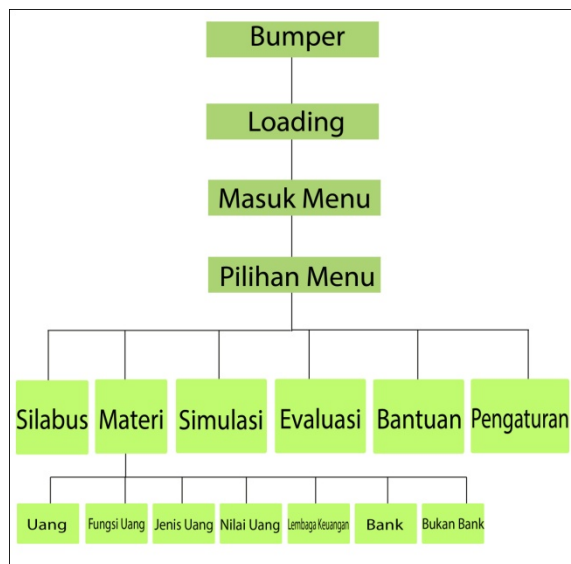 Bumper
Loading
Masuk Menu
Pilihan Menu
Silabus
Materi
Simulasi
Evaluasi
Bantuan
Pengaturan
Uang
Fungsi Uang
Jenis Uang
Nilai Uang
Lembaga Keuangan
Bank
Bukan Bank